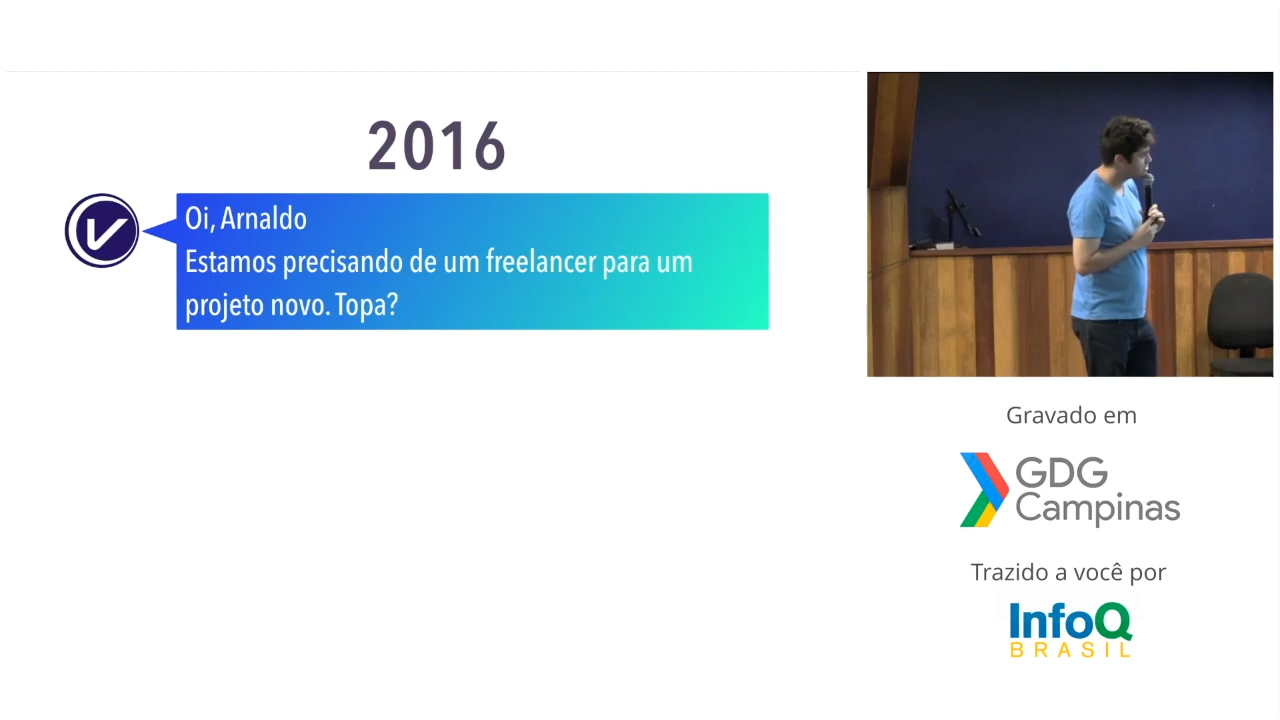 2016
Oi, Arnaldo
Estamos precisando de um freelancer para um
projeto novo. Topa?
Gravado em
GDG
Campinas
Trazido a você por
InfoQ
BRASIL